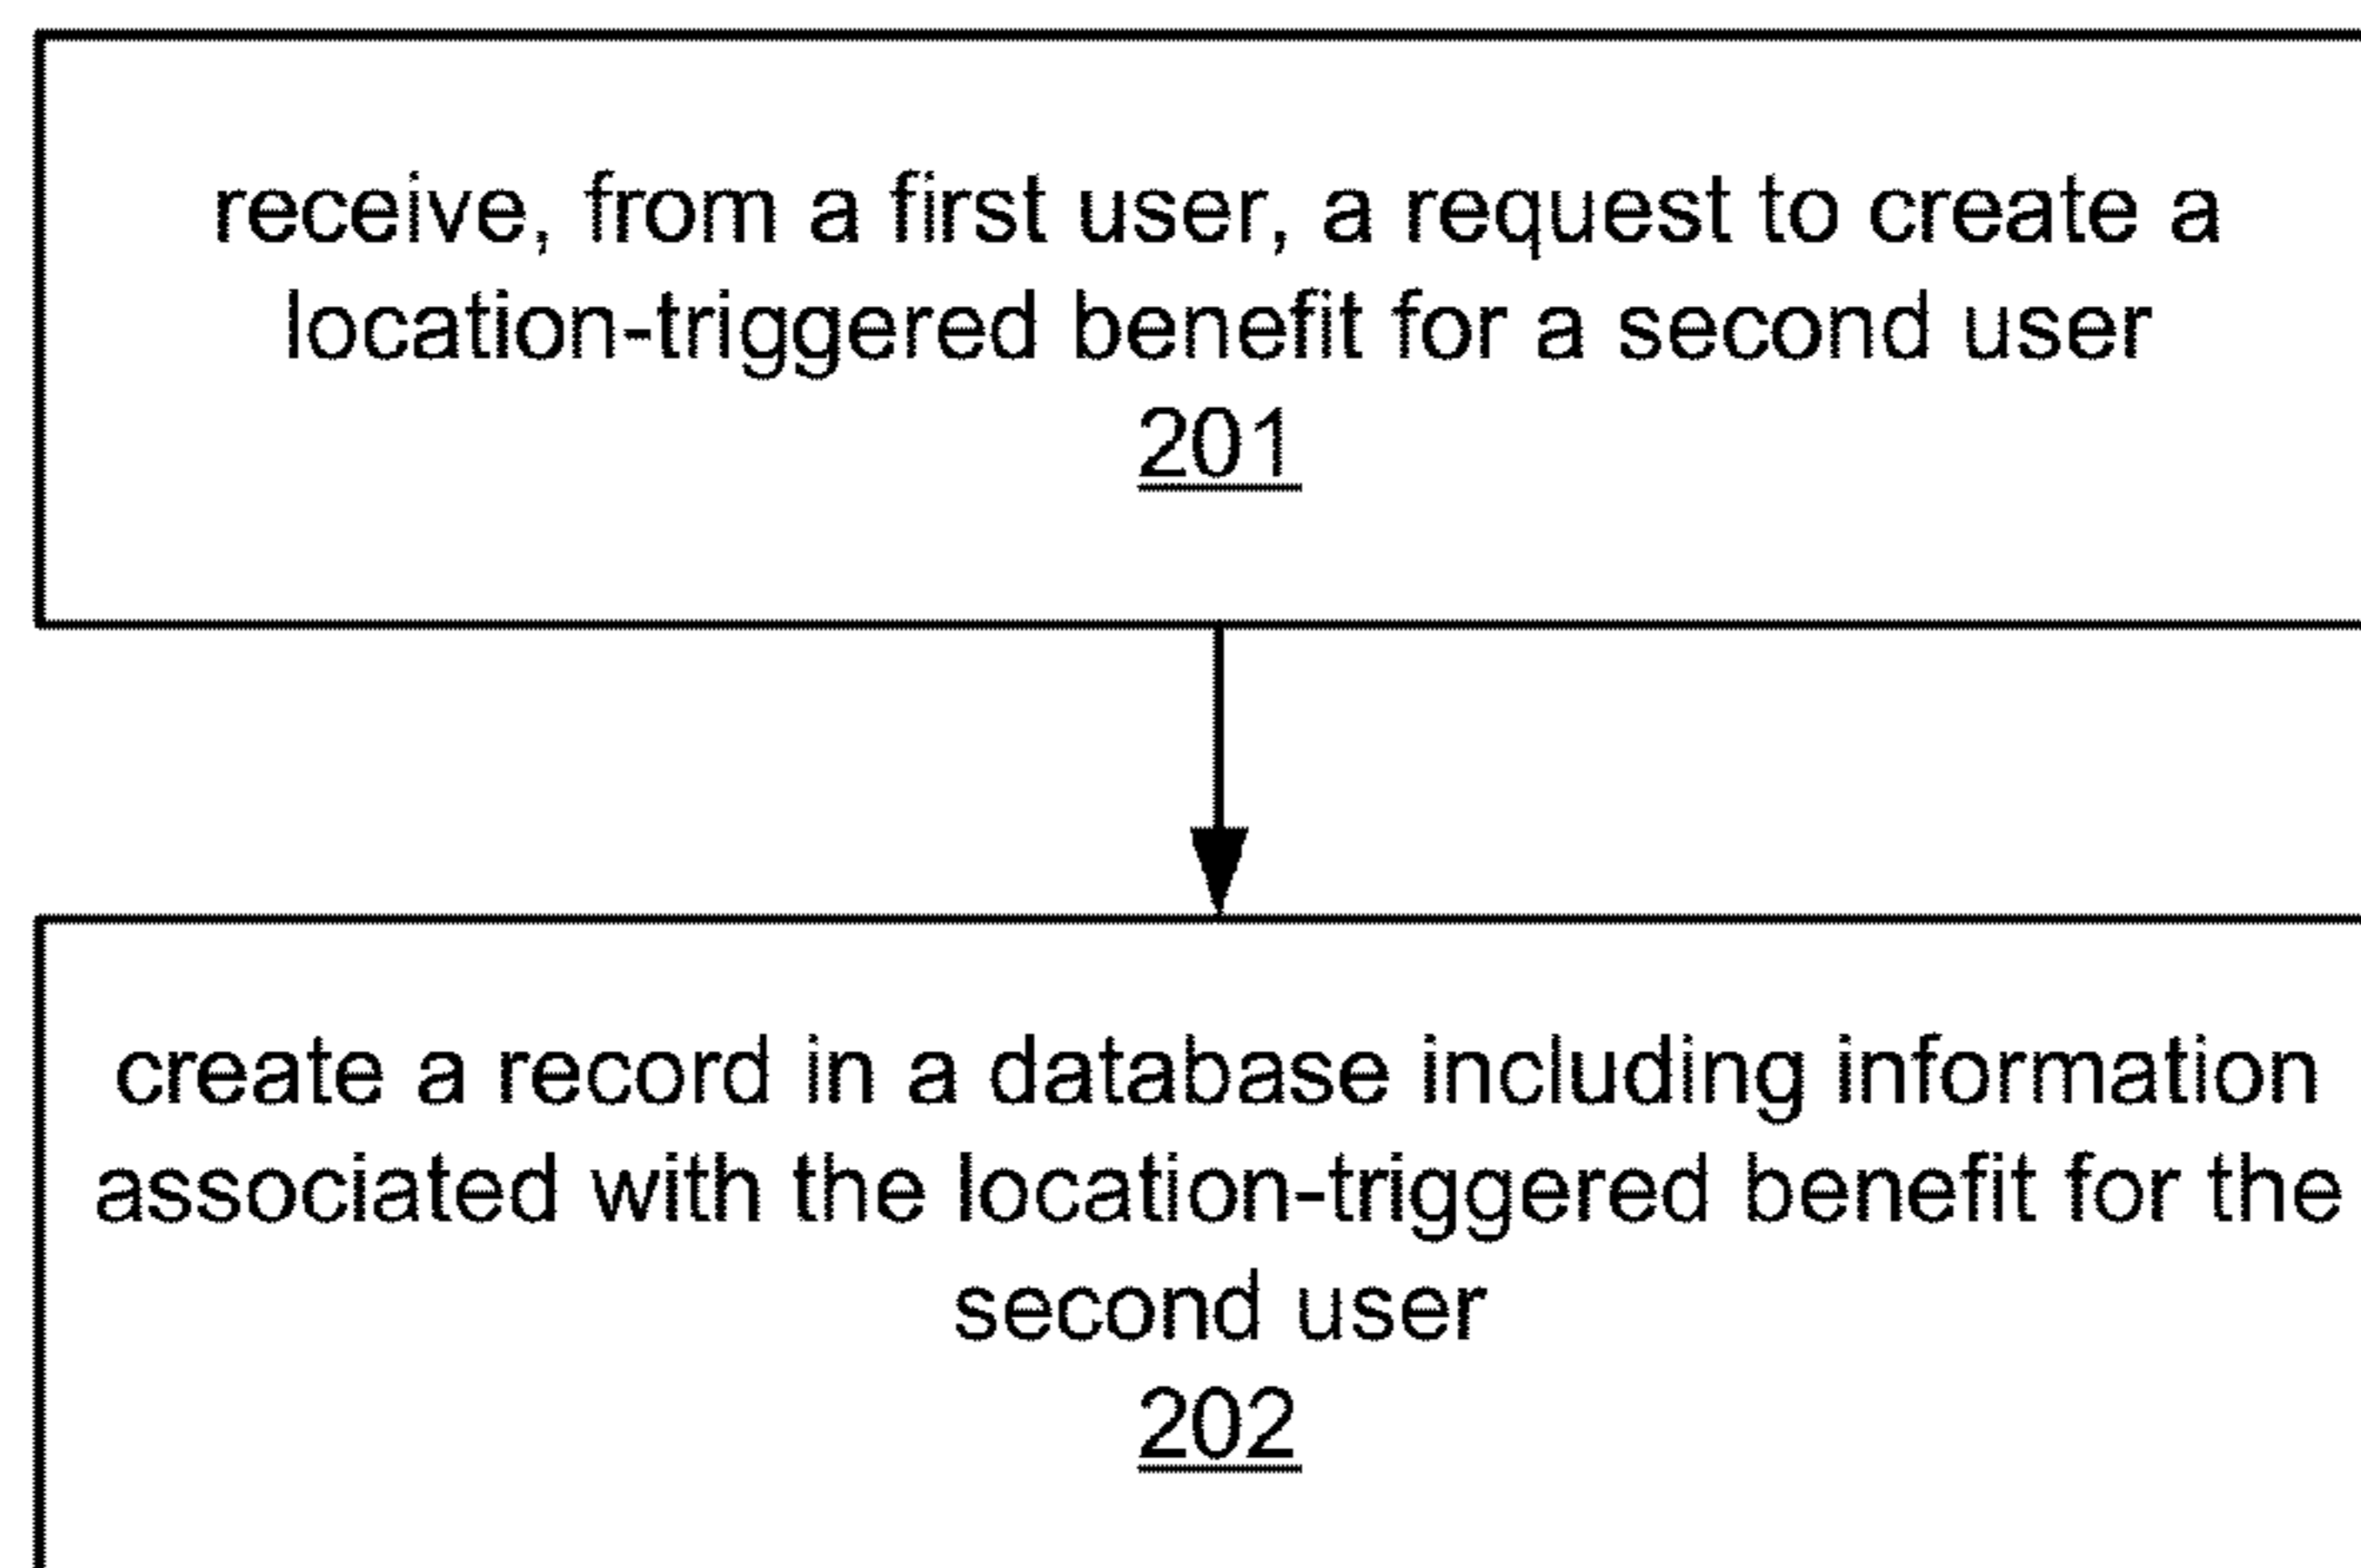 receive, from a first user, a request to create a
location-triggered benefit for a second user
201
create a record in a database including information
associated with the location-triggered benefit for the
second user
202